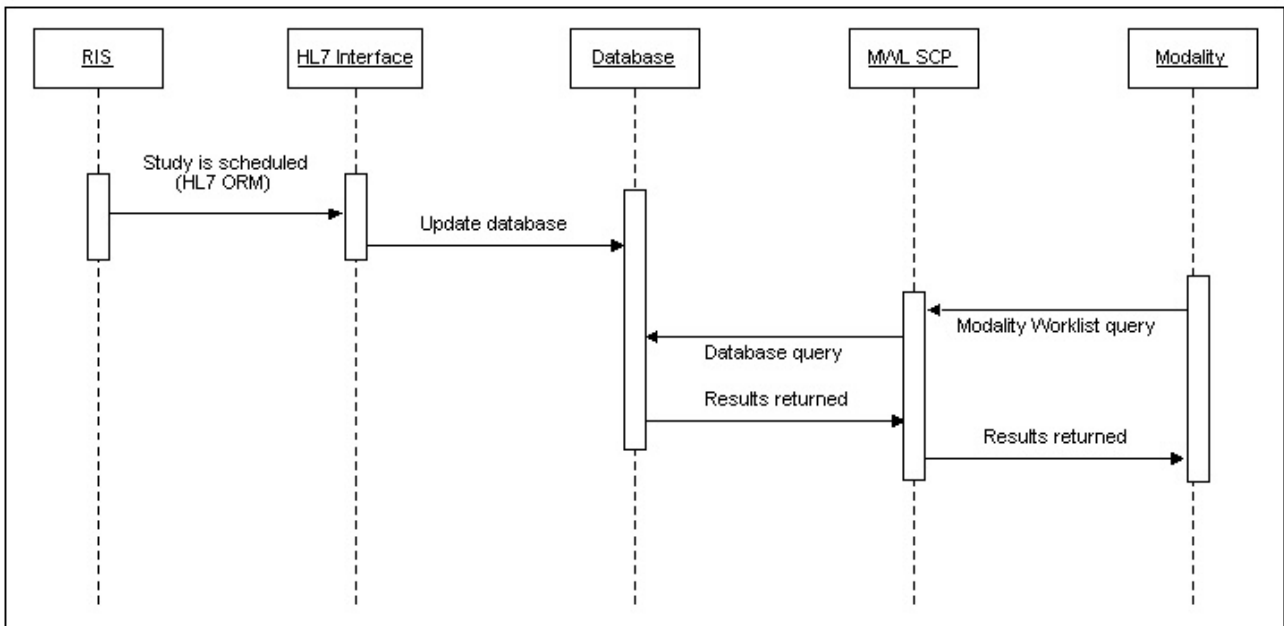 RIS
HL7 Interface
Database
MWL SCP
Modality
Study is scheduled
(HL7 ORM)
Update database
Modality Worklist query
Database query
Results returned
Results returned